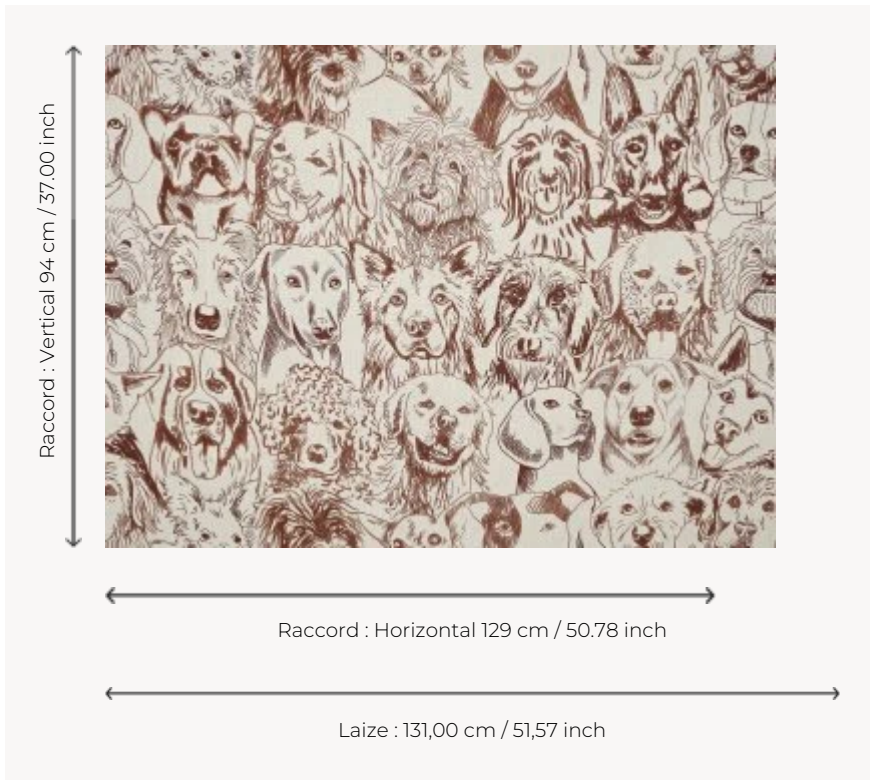 Raccord : Vertical 94 cm / 37.00 inch
Raccord : Horizontal 129 cm / 50.78 inch
Laize : 131,00 cm / 51,57 inch